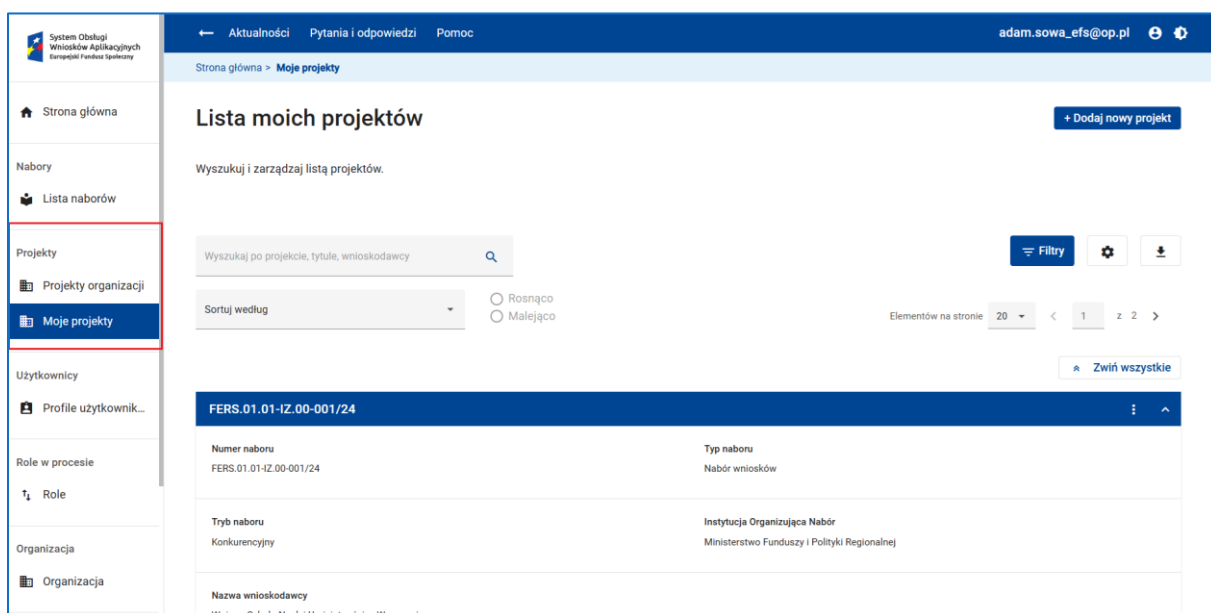 System Obsługi
Wniosków Aplikacyjnych
Europejski Fundusz Społeczny
Aktualności Pytania i odpowiedzi Pomoc
adam.sowa_efs@op.pl
Strona główna > Moje projekty
Strona główna
Nabory
Lista naborów
Projekty
Projekty organizacji
Moje projekty
Użytkownicy
Profile użytkownik...
Role w procesie
Role
Organizacja
Organizacja
Lista moich projektów
+ Dodaj nowy projekt
Wyszukuj i zarządzaj listą projektów.
Wyszukaj po projekcie, tytule, wnioskodawcy
Filtry
Sortuj według
Rosnąco
Malejąco
Elementów na stronie 20 < 1 z 2 >
Zwiń wszystkie
FERS.01.01-IZ.00-001/24
Numer naboru
FERS.01.01-IZ.00-001/24
Typ naboru
Nabór wniosków
Tryb naboru
Konkurencyjny
Instytucja Organizująca Nabór
Ministerstwo Funduszy i Polityki Regionalnej
Nazwa wnioskodawcy